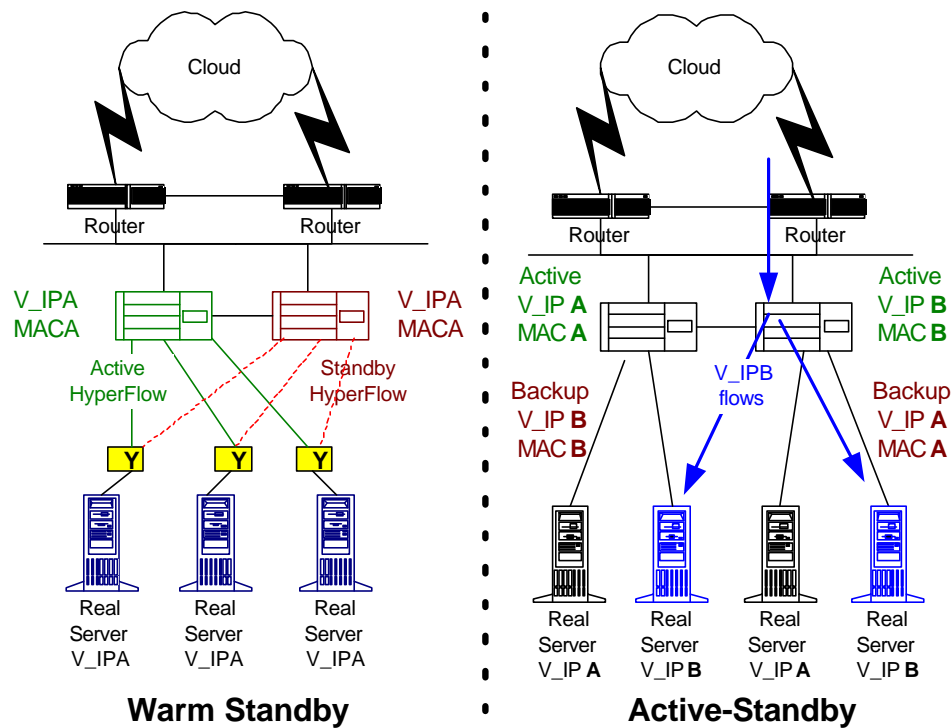 Cloud
Router
Router
V_IPA
MACA
V_IPA
MACA
Active
HyperFlow
Standby
HyperFlow
Y
Y
Y
Real
Server
V_IPA
Real
Server
V_IPA
Real
Server
V_IPA
Warm Standby
Cloud
Router
Router
Active
V_IP A
MAC A
Active
V_IP B
MAC B
Backup
V_IP B
MAC B
V_IPB
flows
Backup
V_IP A
MAC A
Real
Server
V_IP A
Real
Server
V_IP B
Real
Server
V_IP A
Real
Server
V_IP B
Active-Standby